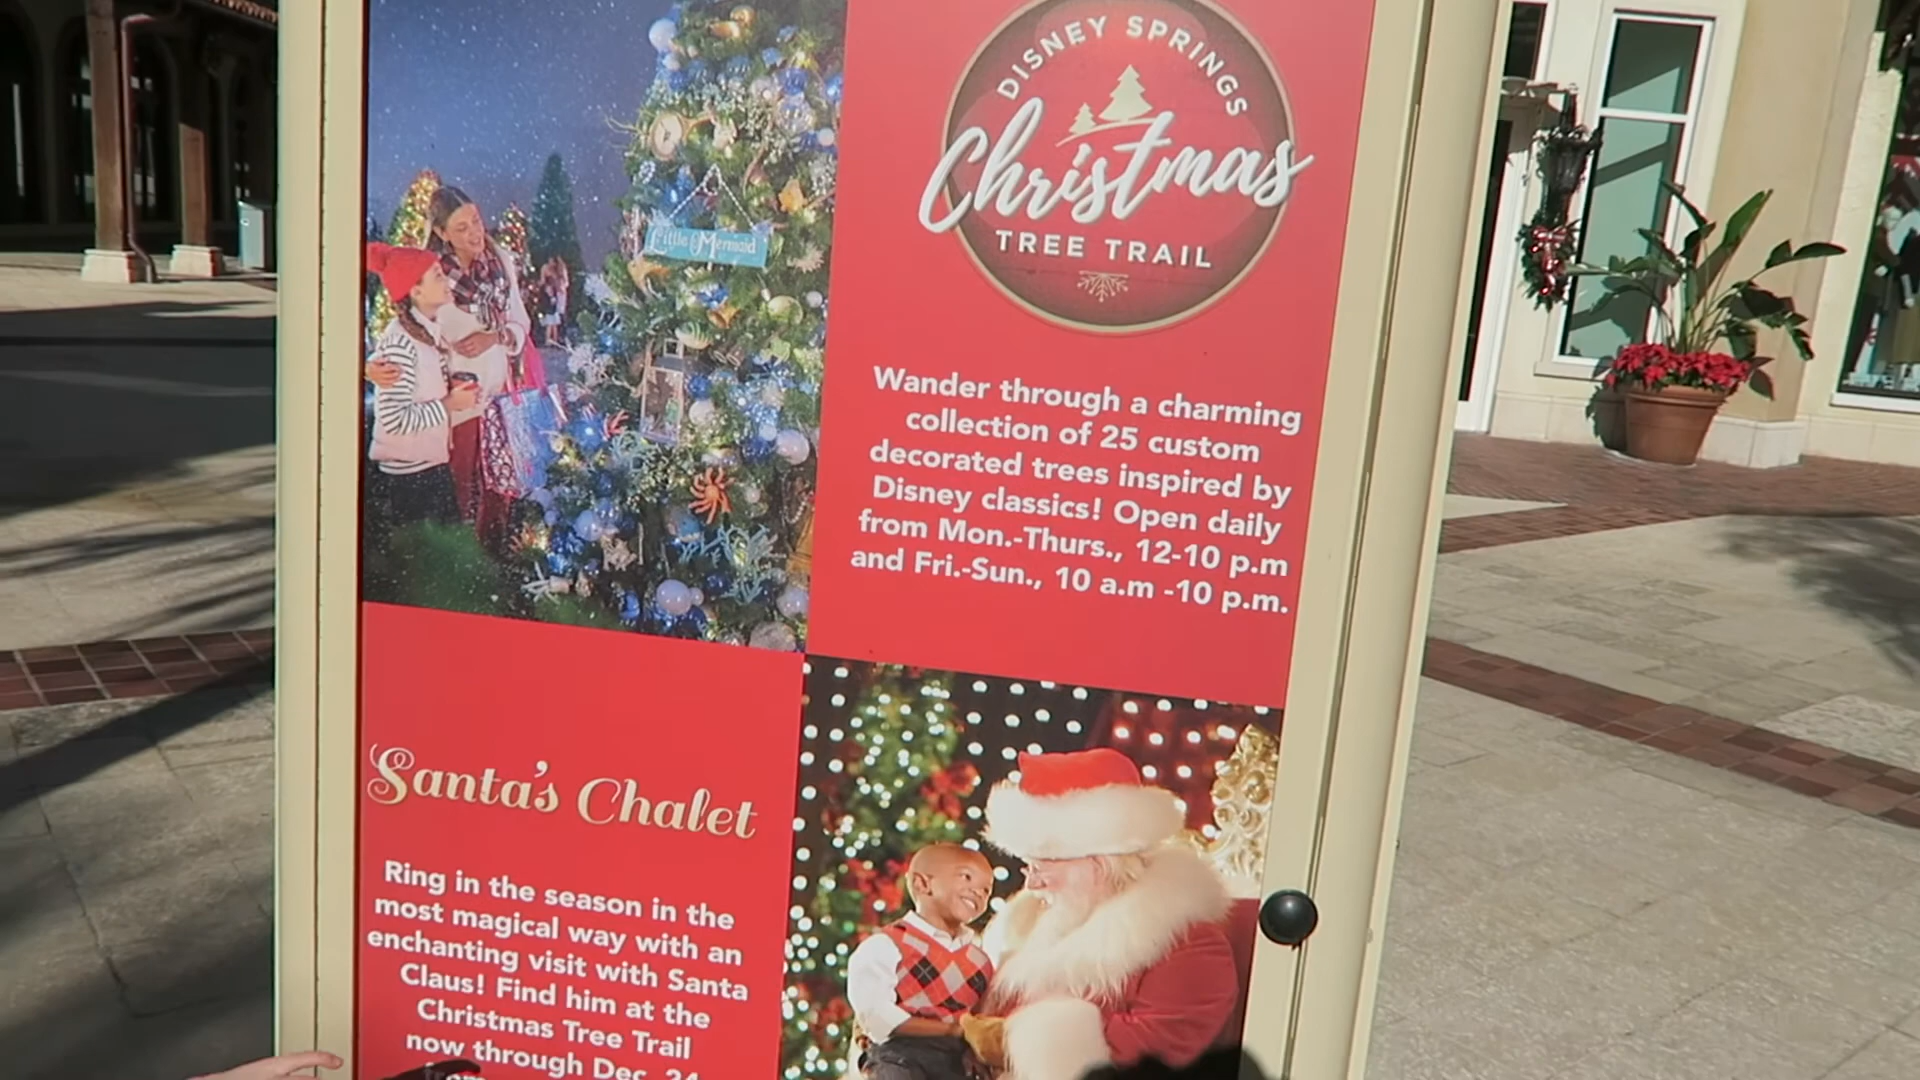 DISNEY SPRINGS
Christmas
TREE TRAIL
Little Mermaid
Wander through a charming
collection of 25 custom
decorated trees inspired by
Disney classics! Open daily
from Mon.-Thurs., 12-10 p.m
and Fri.-Sun., 10 a.m -10 p.m.
Santa's Chalet
Ring in the season in the
most magical way with an
enchanting visit with Santa
Claus! Find him at the
Christmas Tree Trail
now through Dec. 24
from